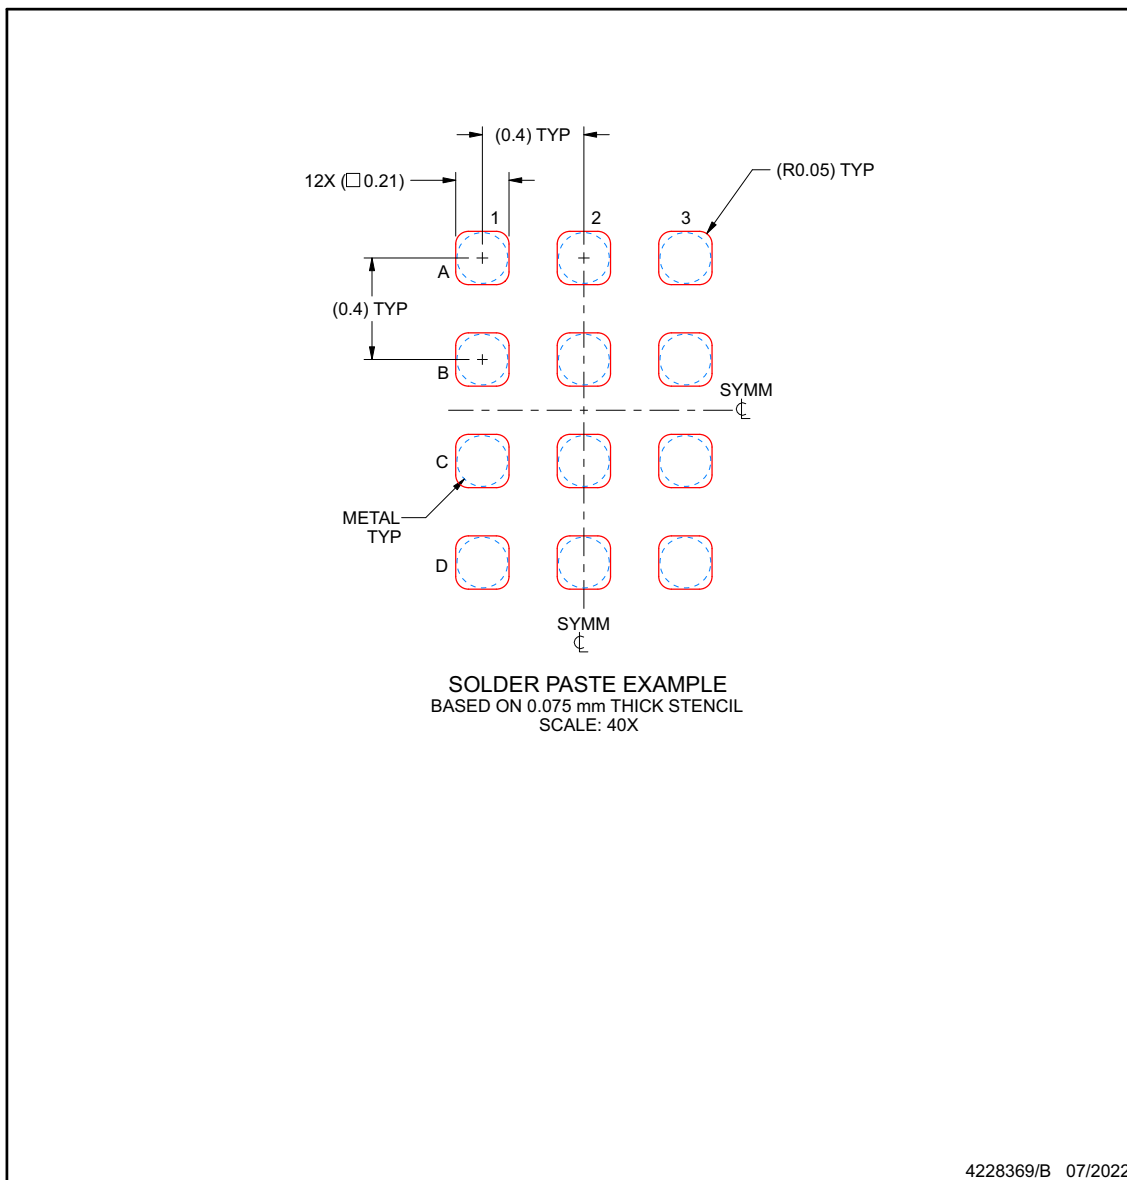 (0.4) TYP
(R0.05) TYP
12X (□0.21)
1
2
3
A
(0.4) TYP
B
SYMM
℄
C
METAL
TYP
D
SYMM
℄
SOLDER PASTE EXAMPLE
BASED ON 0.075 mm THICK STENCIL
SCALE: 40X
4228369/B 07/2022